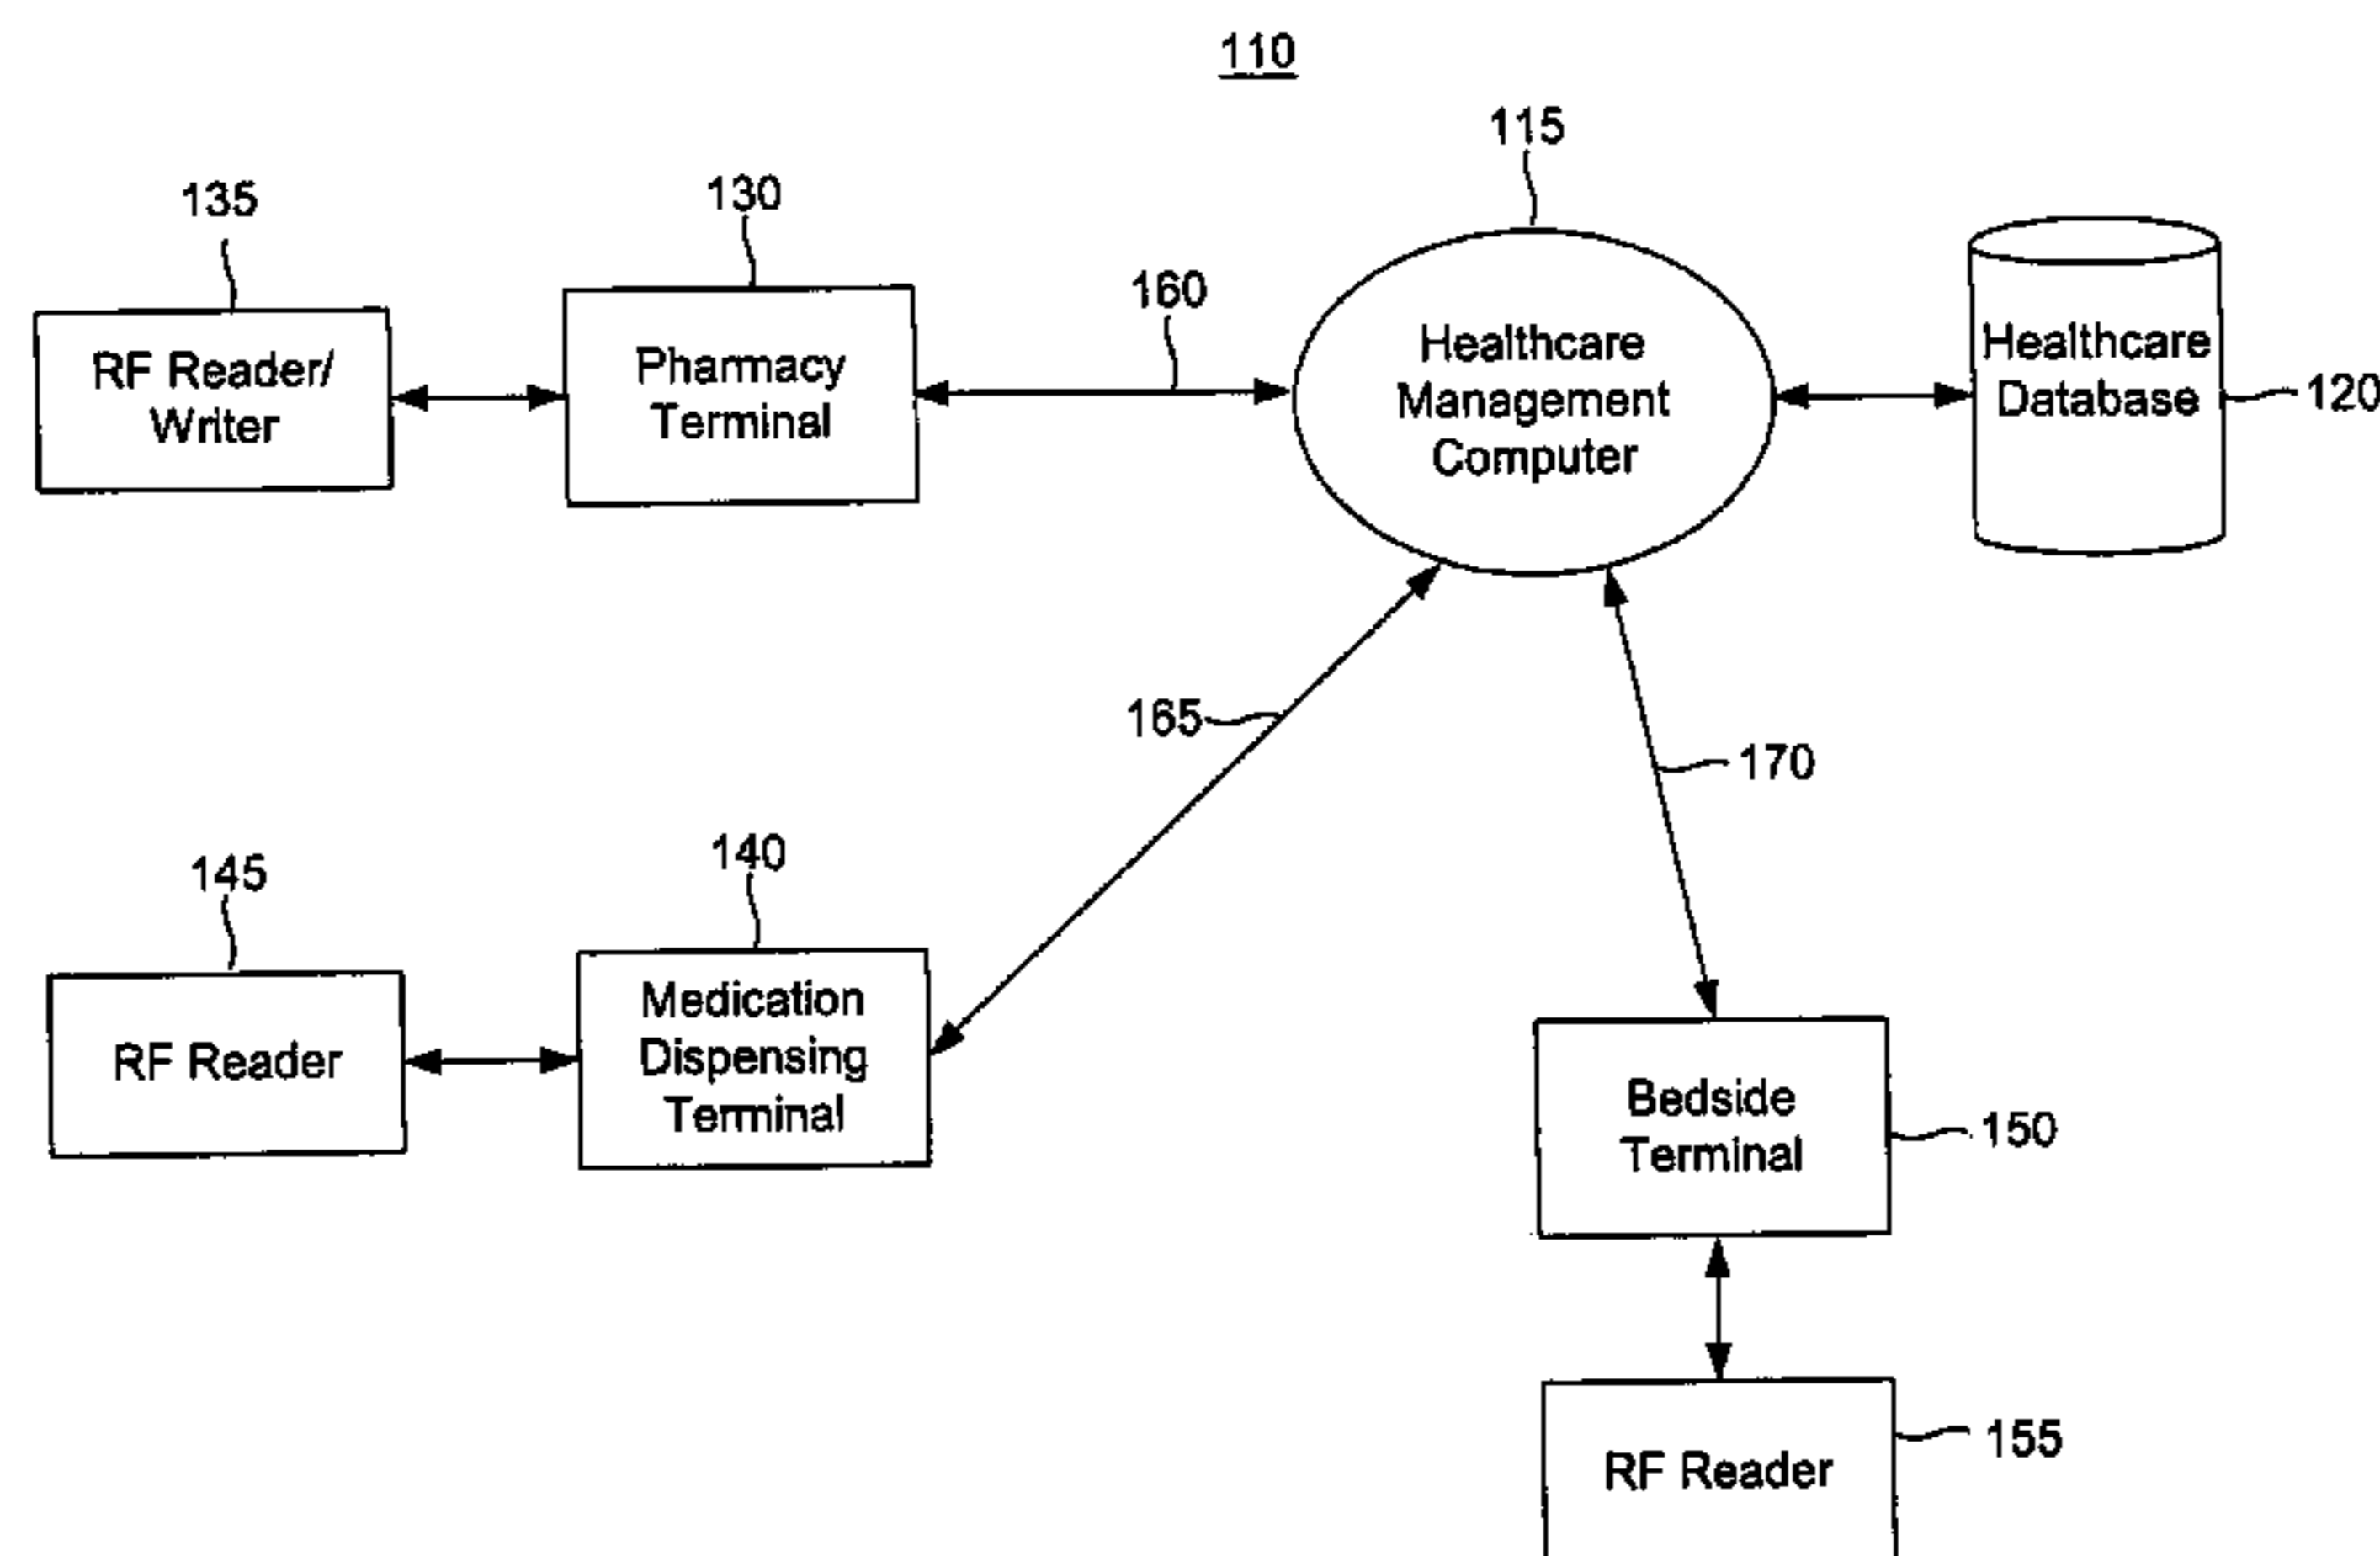 110
115
135
130
160
RF Reader/
Writer
Pharmacy
Terminal
Healthcare
Management
Computer
Healthcare
Database
120
165
170
145
140
RF Reader
Medication
Dispensing
Terminal
Bedside
Terminal
150
RF Reader
155